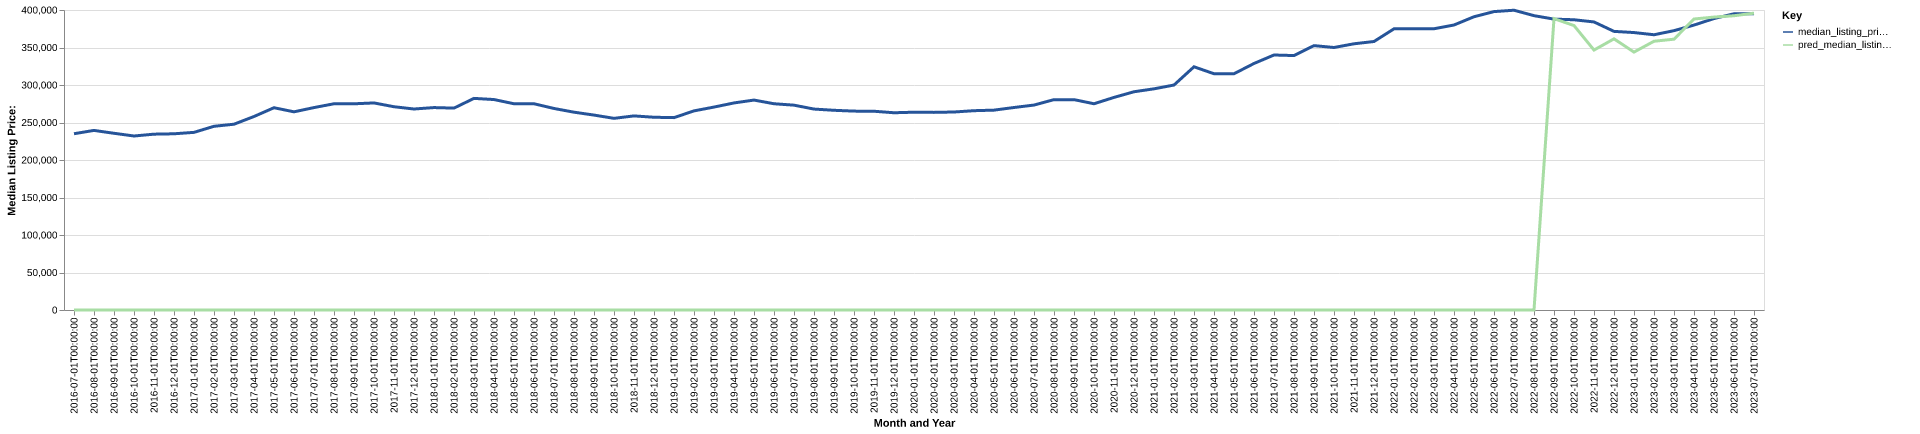 400,000
350,000
300,000
250,000
200,000
150,000
100,000
50,000
0
Median Listing Price:
2016-07-01T00:00:00
2016-08-01T00:00:00
2016-09-01T00:00:00
2016-10-01T00:00:00
2016-11-01T00:00:00
2016-12-01T00:00:00
2017-01-01T00:00:00
2017-02-01T00:00:00
2017-03-01T00:00:00
2017-04-01T00:00:00
2017-05-01T00:00:00
2017-06-01T00:00:00
2017-07-01T00:00:00
2017-08-01T00:00:00
2017-09-01T00:00:00
2017-10-01T00:00:00
2017-11-01T00:00:00
2017-12-01T00:00:00
2018-01-01T00:00:00
2018-02-01T00:00:00
2018-03-01T00:00:00
2018-04-01T00:00:00
2018-05-01T00:00:00
2018-06-01T00:00:00
2018-07-01T00:00:00
2018-08-01T00:00:00
2018-09-01T00:00:00
2018-10-01T00:00:00
2018-11-01T00:00:00
2018-12-01T00:00:00
2019-01-01T00:00:00
2019-02-01T00:00:00
2019-03-01T00:00:00
2019-04-01T00:00:00
2019-05-01T00:00:00
2019-06-01T00:00:00
2019-07-01T00:00:00
2019-08-01T00:00:00
2019-09-01T00:00:00
2019-10-01T00:00:00
2019-11-01T00:00:00
2019-12-01T00:00:00
2020-01-01T00:00:00
2020-02-01T00:00:00
2020-03-01T00:00:00
2020-04-01T00:00:00
2020-05-01T00:00:00
2020-06-01T00:00:00
2020-07-01T00:00:00
2020-08-01T00:00:00
2020-09-01T00:00:00
2020-10-01T00:00:00
2020-11-01T00:00:00
2020-12-01T00:00:00
2021-01-01T00:00:00
2021-02-01T00:00:00
2021-03-01T00:00:00
2021-04-01T00:00:00
2021-05-01T00:00:00
2021-06-01T00:00:00
2021-07-01T00:00:00
2021-08-01T00:00:00
2021-09-01T00:00:00
2021-10-01T00:00:00
2021-11-01T00:00:00
2021-12-01T00:00:00
2022-01-01T00:00:00
2022-02-01T00:00:00
2022-03-01T00:00:00
2022-04-01T00:00:00
2022-05-01T00:00:00
2022-06-01T00:00:00
2022-07-01T00:00:00
2022-08-01T00:00:00
2022-09-01T00:00:00
2022-10-01T00:00:00
2022-11-01T00:00:00
2022-12-01T00:00:00
2023-01-01T00:00:00
2023-02-01T00:00:00
2023-03-01T00:00:00
2023-04-01T00:00:00
2023-05-01T00:00:00
2023-06-01T00:00:00
2023-07-01T00:00:00
Month and Year
Key
median_listing_pri…
pred_median_listin…